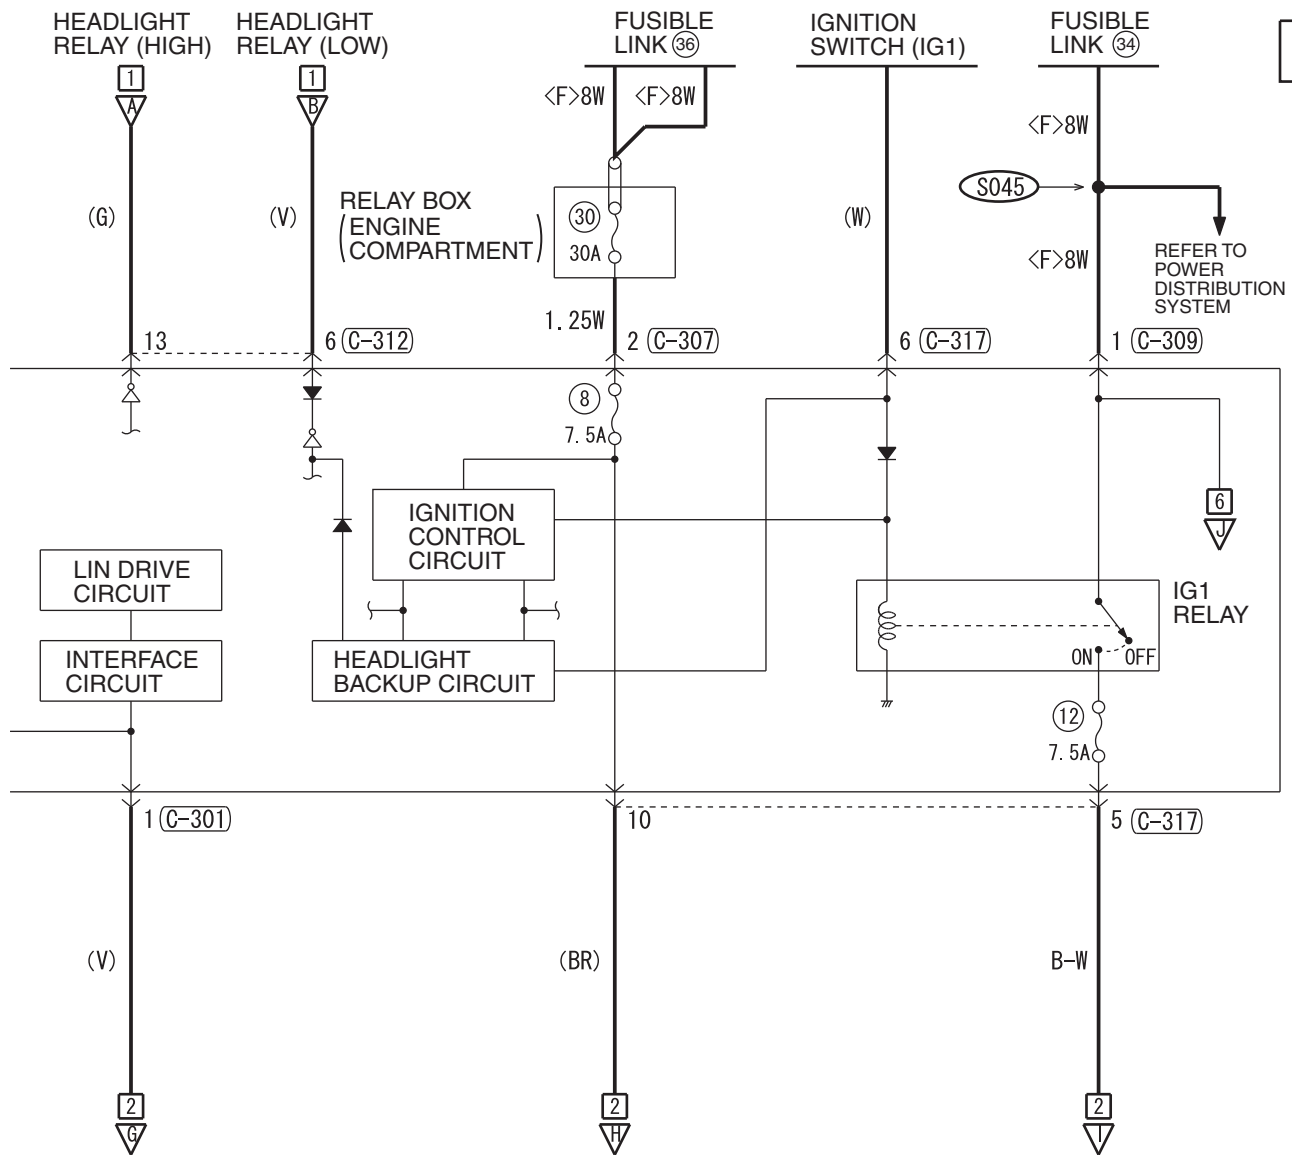 HEADLIGHT
RELAY (HIGH)
HEADLIGHT
RELAY (LOW)
FUSIBLE
LINK 36
IGNITION
SWITCH (IG1)
FUSIBLE
LINK 34
1
A
1
B
<F>8W
<F>8W
<F>8W
S045
RELAY BOX
(ENGINE
COMPARTMENT)
30
30A
(G)
(V)
(W)
<F>8W
REFER TO
POWER
DISTRIBUTION
SYSTEM
1. 25W
13
6 (C-312)
2 (C-307)
6 (C-317)
1 (C-309)
8
7. 5A
6
J
IGNITION
CONTROL
CIRCUIT
LIN DRIVE
CIRCUIT
IG1
RELAY
INTERFACE
CIRCUIT
HEADLIGHT
BACKUP CIRCUIT
ON
OFF
12
7. 5A
1 (C-301)
10
5 (C-317)
(V)
(BR)
B-W
2
G
2
H
2
I